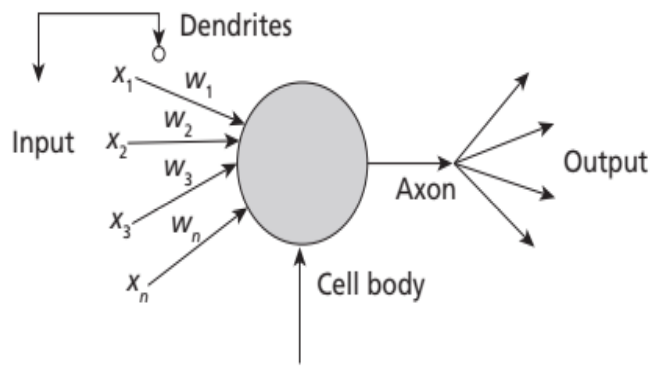 Dendrites
x1
w1
Input
x2
w2
w3
Axon
Output
x3
wn
xn
Cell body